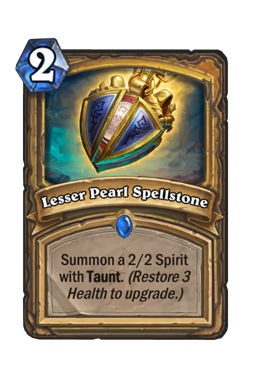 2
Lesser Pearl Spellstone
Summon a 2/2 Spirit
with Taunt. (Restore 3
Health to upgrade.)